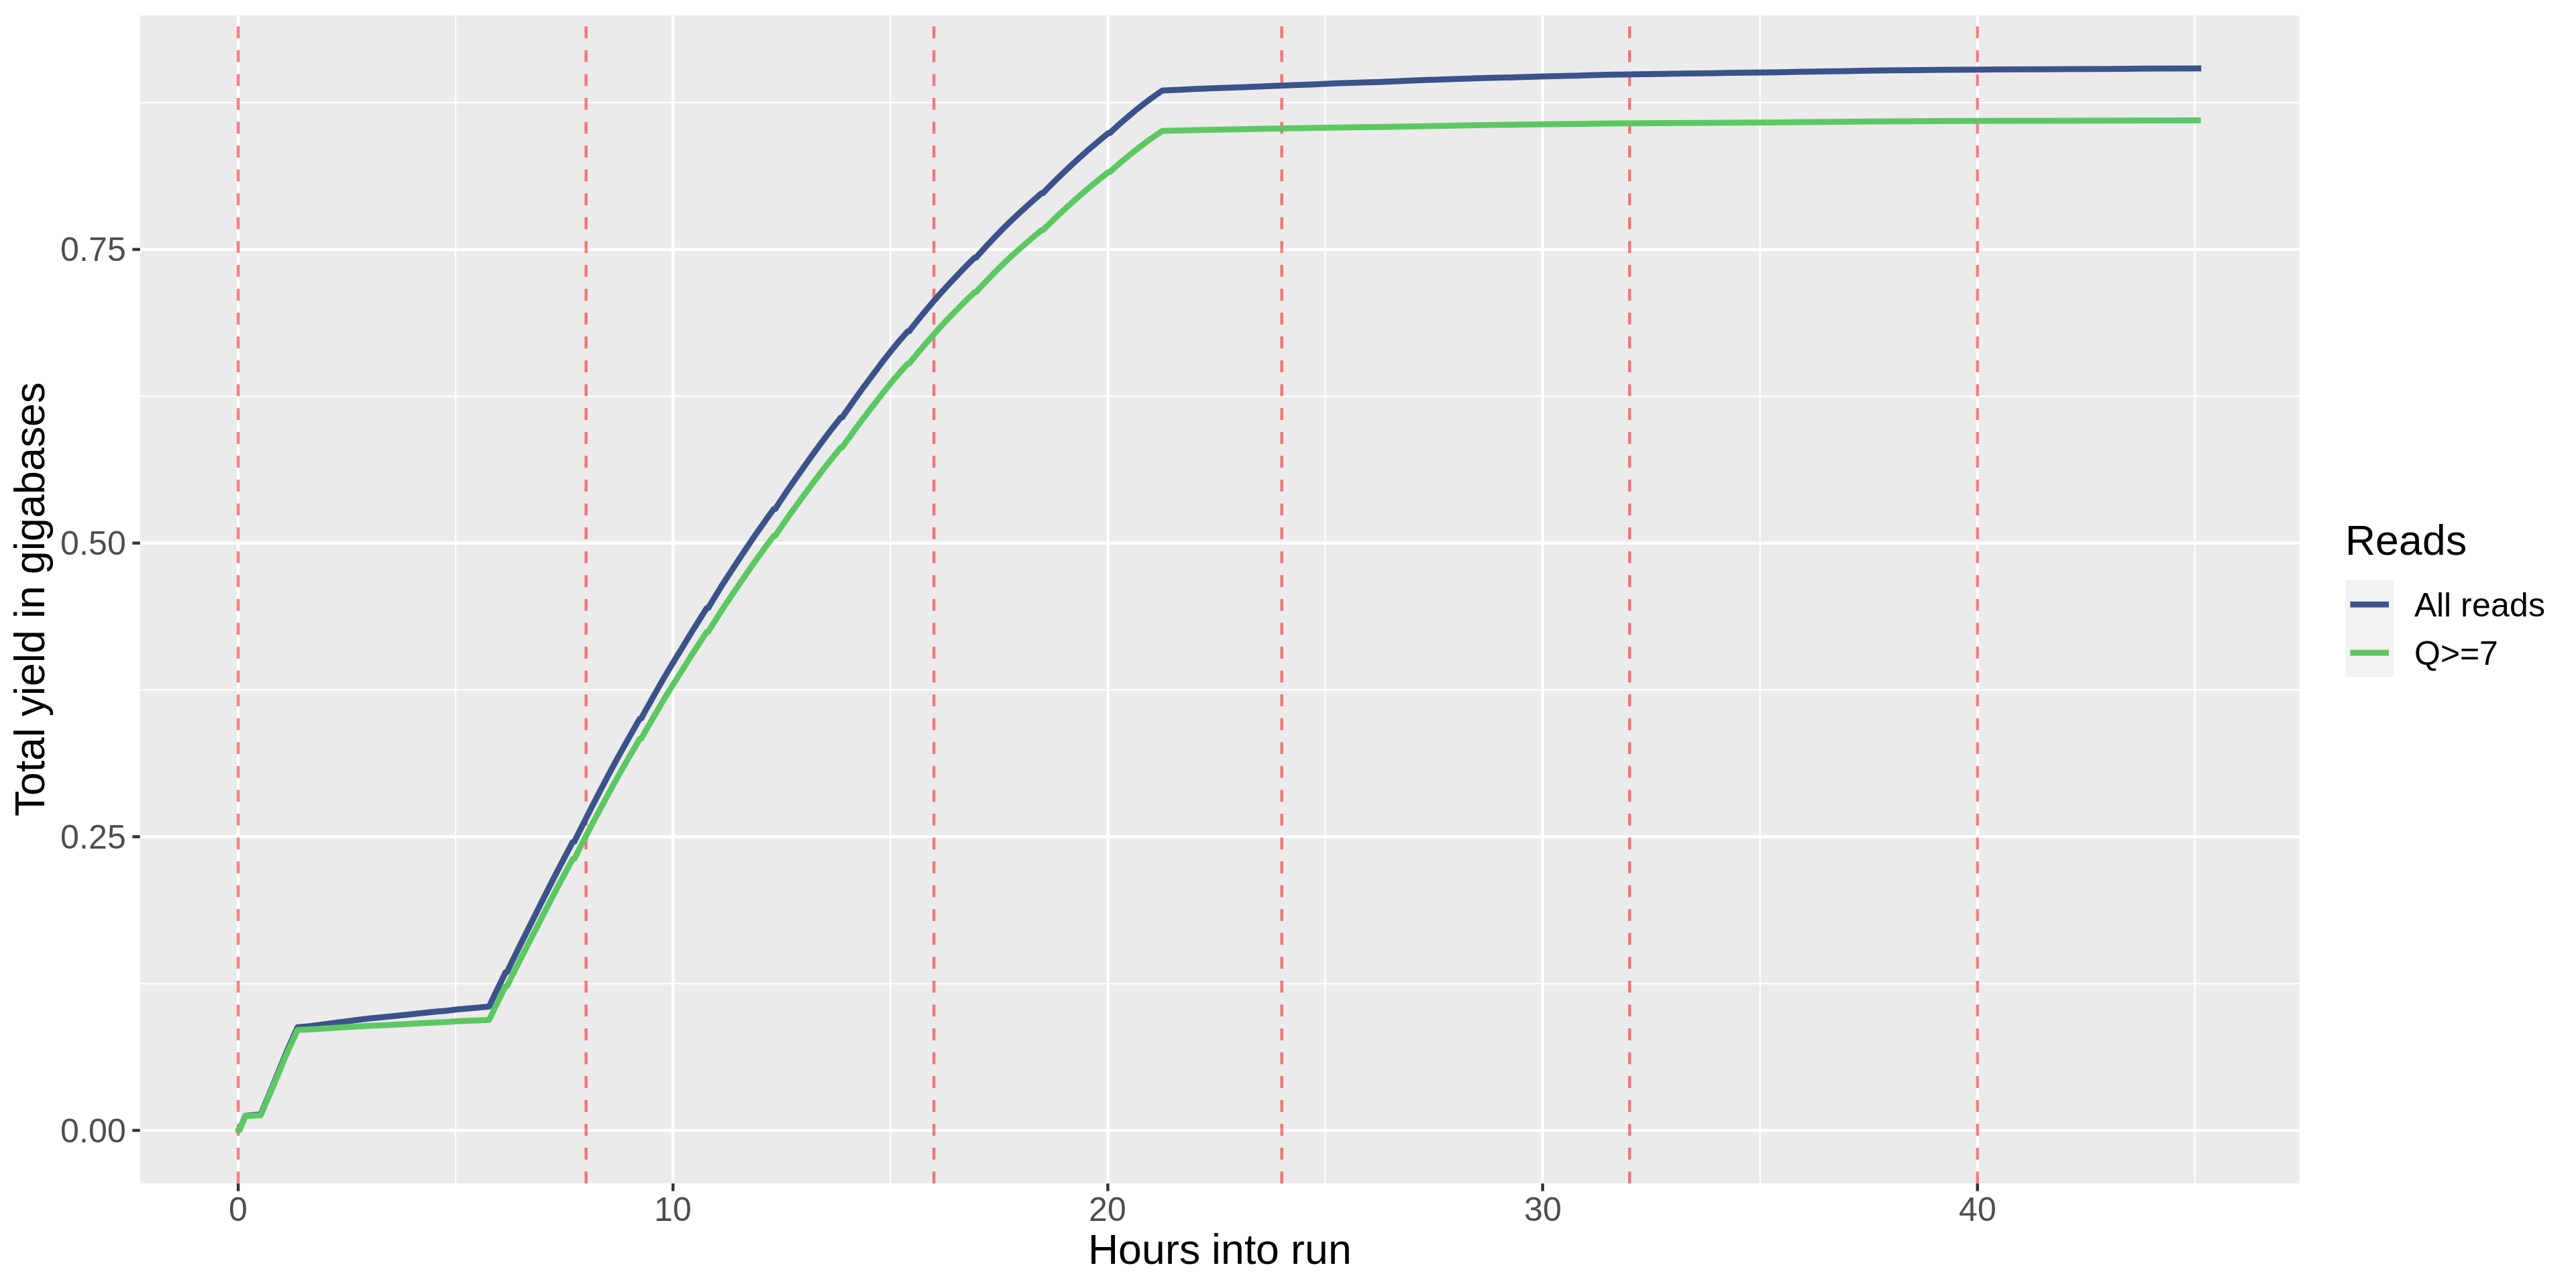 Total yield in gigabases
0.75
0.50
0.25
0.00
0 10 20 30 40
Hours into run
Reads
All reads
Q>=7